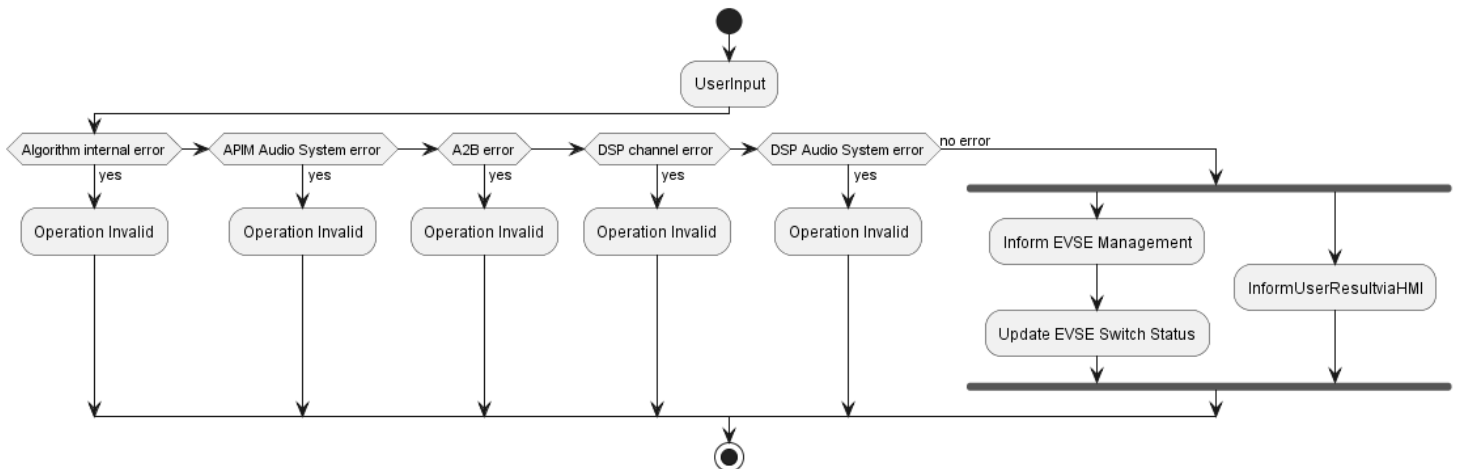 UserInput
Algorithm internal error
APIM Audio System error
A2B error
DSP channel error
DSP Audio System error
no error
yes
yes
yes
yes
yes
Operation Invalid
Operation Invalid
Operation Invalid
Operation Invalid
Operation Invalid
Inform EVSE Management
InformUserResultviaHMI
Update EVSE Switch Status